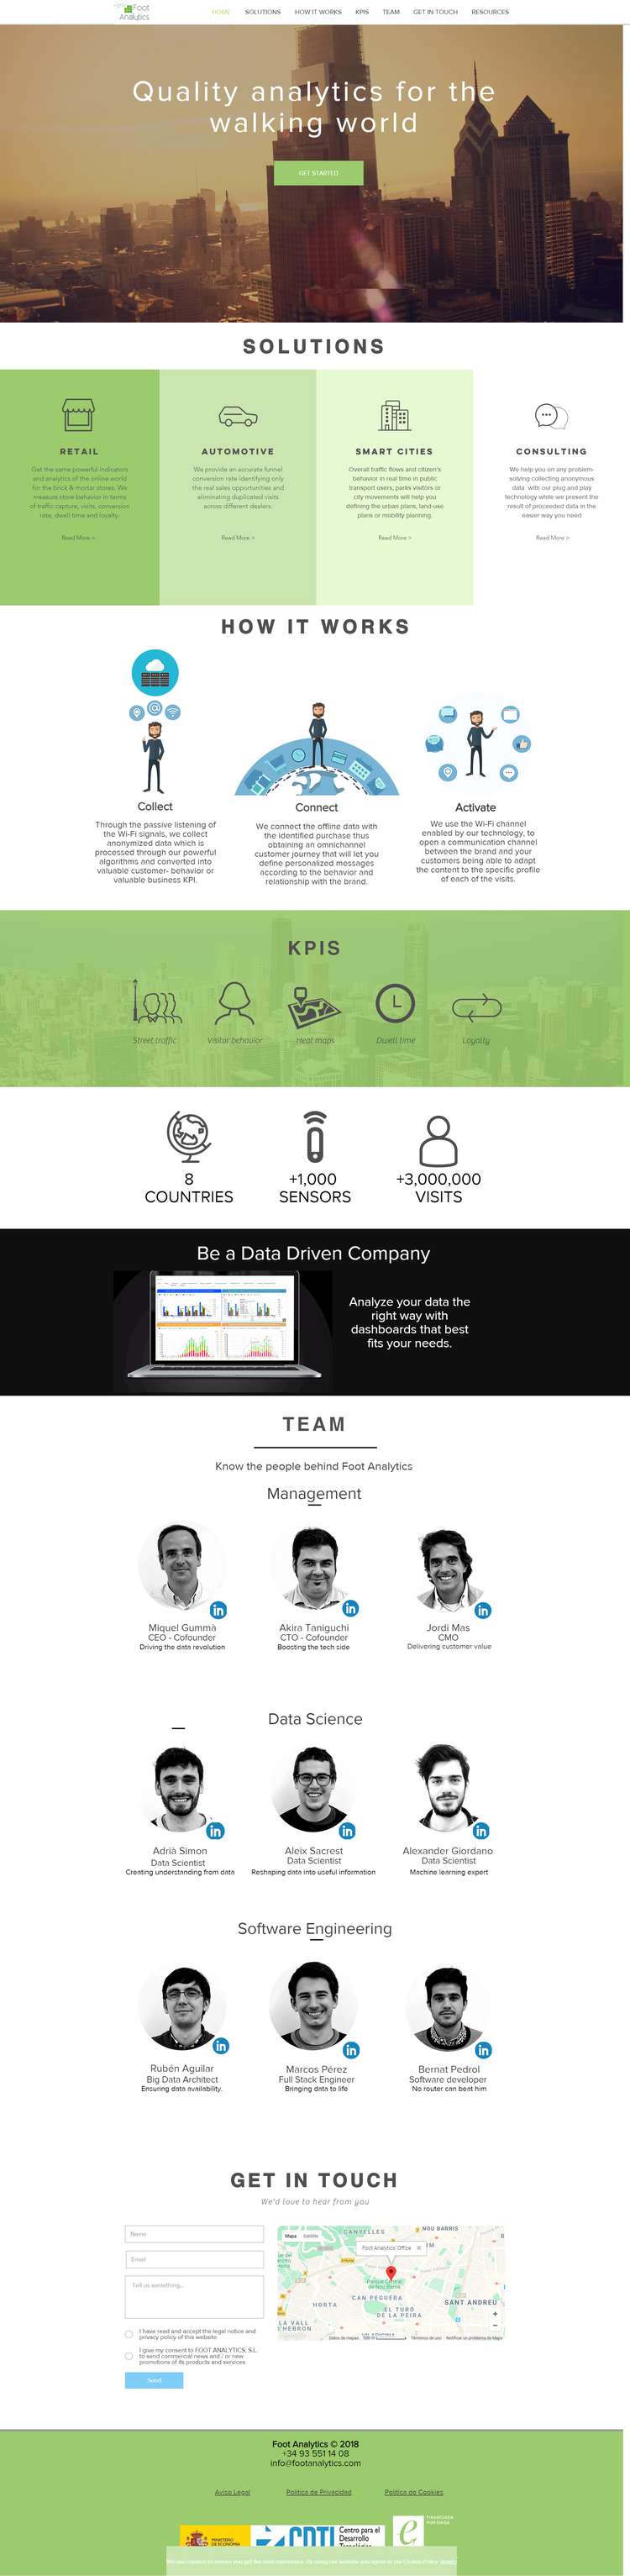 Foot
Analytics
HOME SOLUTIONS HOW IT WORKS KPIS TEAM GET IN TOUCH RESOURCES
Quality analytics for the
walking world
GET STARTED
SOLUTIONS
RETAIL
Get the same powerful indicators
and analytics of the online world
for the brick & mortar stores. We
measure store behavior in terms
of traffic capture, visits, conversion
rate, dwell time and loyalty.
Read More >
AUTOMOTIVE
We provide an accurate funnel
conversion rate identifying only
the real sales opportunities and
eliminating duplicated visits
across different dealers.
Read More >
SMART CITIES
Overall traffic flows and citizen's
behavior in real time in public
transport users, parks visitors or
city movements will help you
defining the urban plans, land-use
plans or mobility planning.
Read More >
CONSULTING
We help you on any problem-
solving collecting anonymous
data with our plug and play
technology while we present the
result of proceeded data in the
easier way you need
Read More >
HOW IT WORKS
Collect
Through the passive listening of
the Wi-Fi signals, we collect
anonymized data which is
processed through our powerful
algorithms and converted into
valuable customer- behavior or
valuable business KPI.
Connect
We connect the offline data with
the identified purchase thus
obtaining an omnichannel
customer journey that will let you
define personalized messages
according to the behavior and
relationship with the brand.
Activate
We use the Wi-Fi channel
enabled by our technology, to
open a communication channel
between the brand and your
customers being able to adapt
the content to the specific profile
of each of the visits.
KPIS
Street traffic
Visitor behavior
Heat maps
Dwell time
Loyalty
8
COUNTRIES
+1,000
SENSORS
+3,000,000
VISITS
Be a Data Driven Company
Analyze your data the
right way with
dashboards that best
fits your needs.
TEAM
Know the people behind Foot Analytics
Management
in
in
in
Miquel Gummà
CEO - Cofounder
Driving the data revolution
Akira Taniguchi
CTO - Cofounder
Boosting the tech side
Jordi Mas
CMO
Delivering customer value
Data Science
in
in
in
Adrià Simon
Data Scientist
Creating understanding from data
Aleix Sacrest
Data Scientist
Reshaping data into useful information
Alexander Giordano
Data Scientist
Machine learning expert
Software Engineering
in
in
in
Rubén Aguilar
Big Data Architect
Ensuring data availability.
Marcos Pérez
Full Stack Engineer
Bringing data to life
Bernat Pedrol
Software developer
No router can beat him
GET IN TOUCH
We'd love to hear from you
Name
Email
Tell us something...
I have read and accept the legal notice and
privacy policy of this website
I give my consent to FOOT ANALYTICS, S.L.
to send commercial news and / or new
promotions of its products and services
Send
Mapa Satélite
CANYELLES
NOU BARRIS
Foot Analytics' Office
Parque Central
de Nou Barris
CAN PEGUERA
HORTA
EL TURÓ
DE LA PEIRA
SANT ANDREU
LA VALL
D'HEBRON
VILAPICINA
Datos de mapas 500 m Términos de uso Notificar un problema de Maps
Foot Analytics © 2018
+34 93 551 14 08
info@footanalytics.com
Aviso Legal
Política de Privacidad
Política de Cookies
MINISTERIO
DE ECONOMÍA
CDTI
Centro para el
Desarrollo
Tecnológico
e
FINANCIADA
POR ENISA